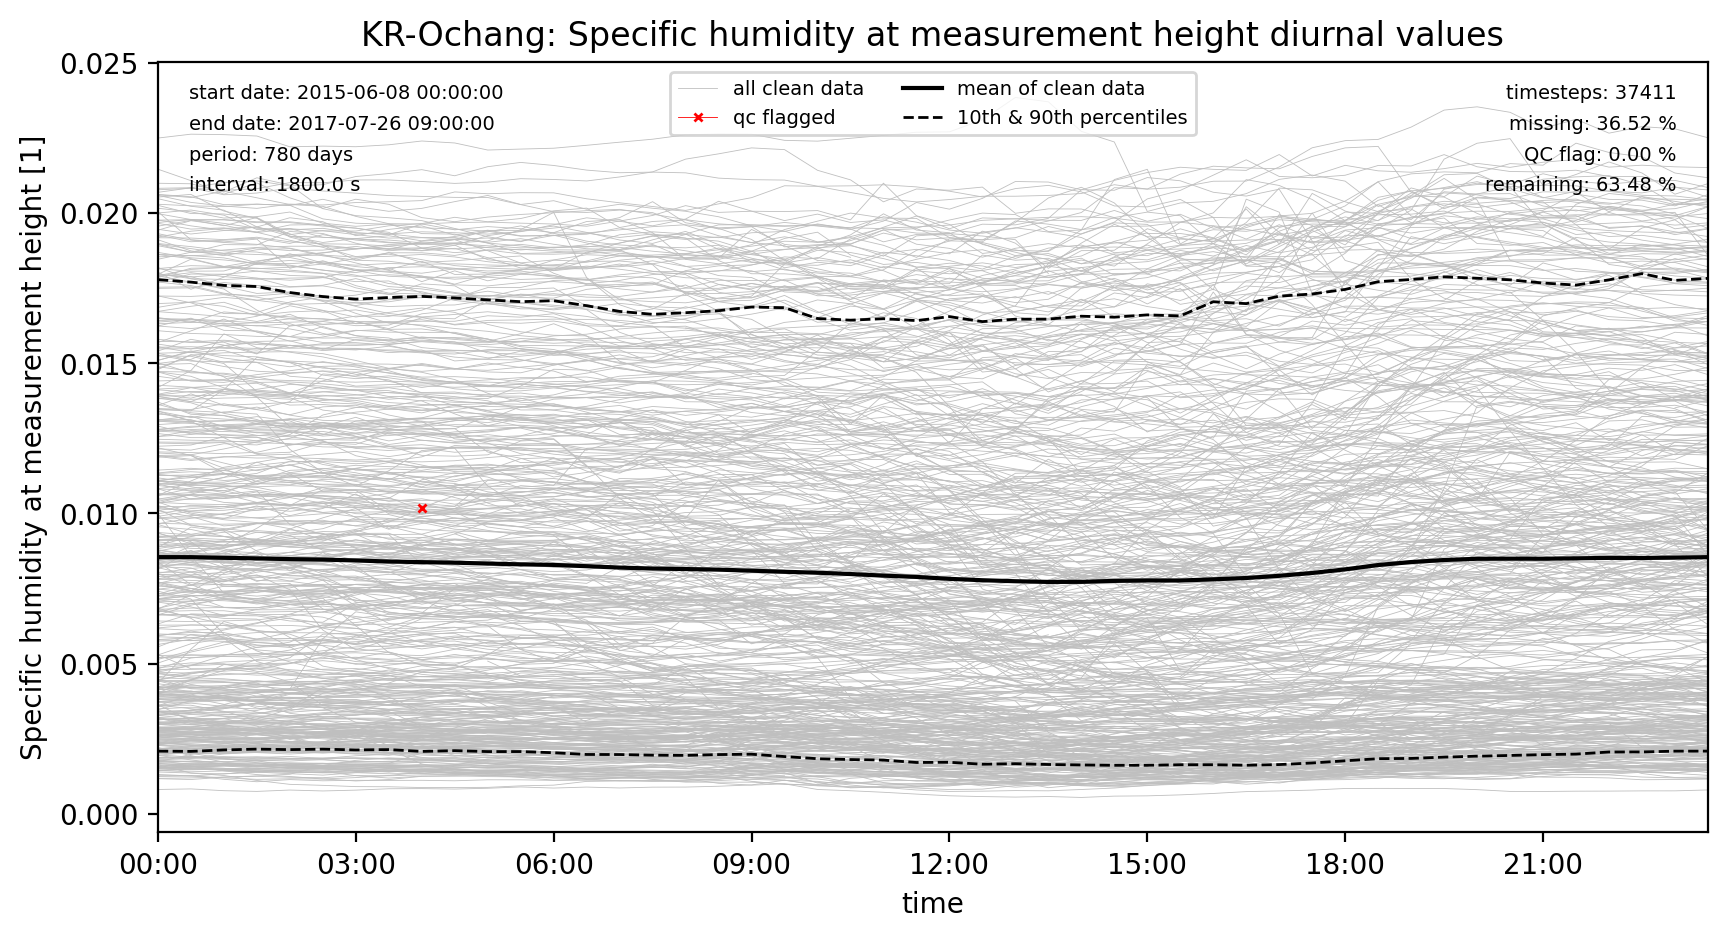 KR-Ochang: Specific humidity at measurement height diurnal values
start date: 2015-06-08 00:00:00
end date: 2017-07-26 09:00:00
period: 780 days
interval: 1800.0 s
all clean data
qc flagged
mean of clean data
10th & 90th percentiles
timesteps: 37411
missing: 36.52 %
QC flag: 0.00 %
remaining: 63.48 %
Specific humidity at measurement height [1]
0.025
0.020
0.015
0.010
0.005
0.000
00:00 03:00 06:00 09:00 12:00 15:00 18:00 21:00
time